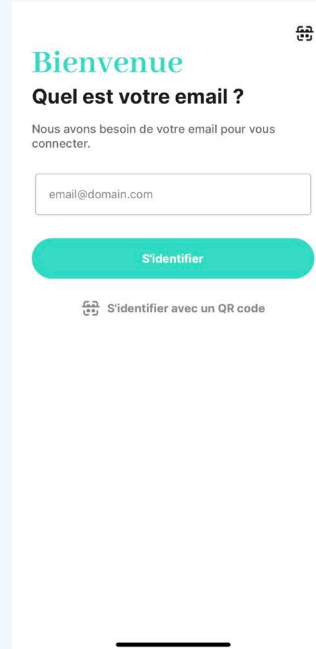 Bienvenue
Quel est votre email ?
Nous avons besoin de votre email pour vous
connecter.
email@domain.com
S'identifier
S'identifier avec un QR code